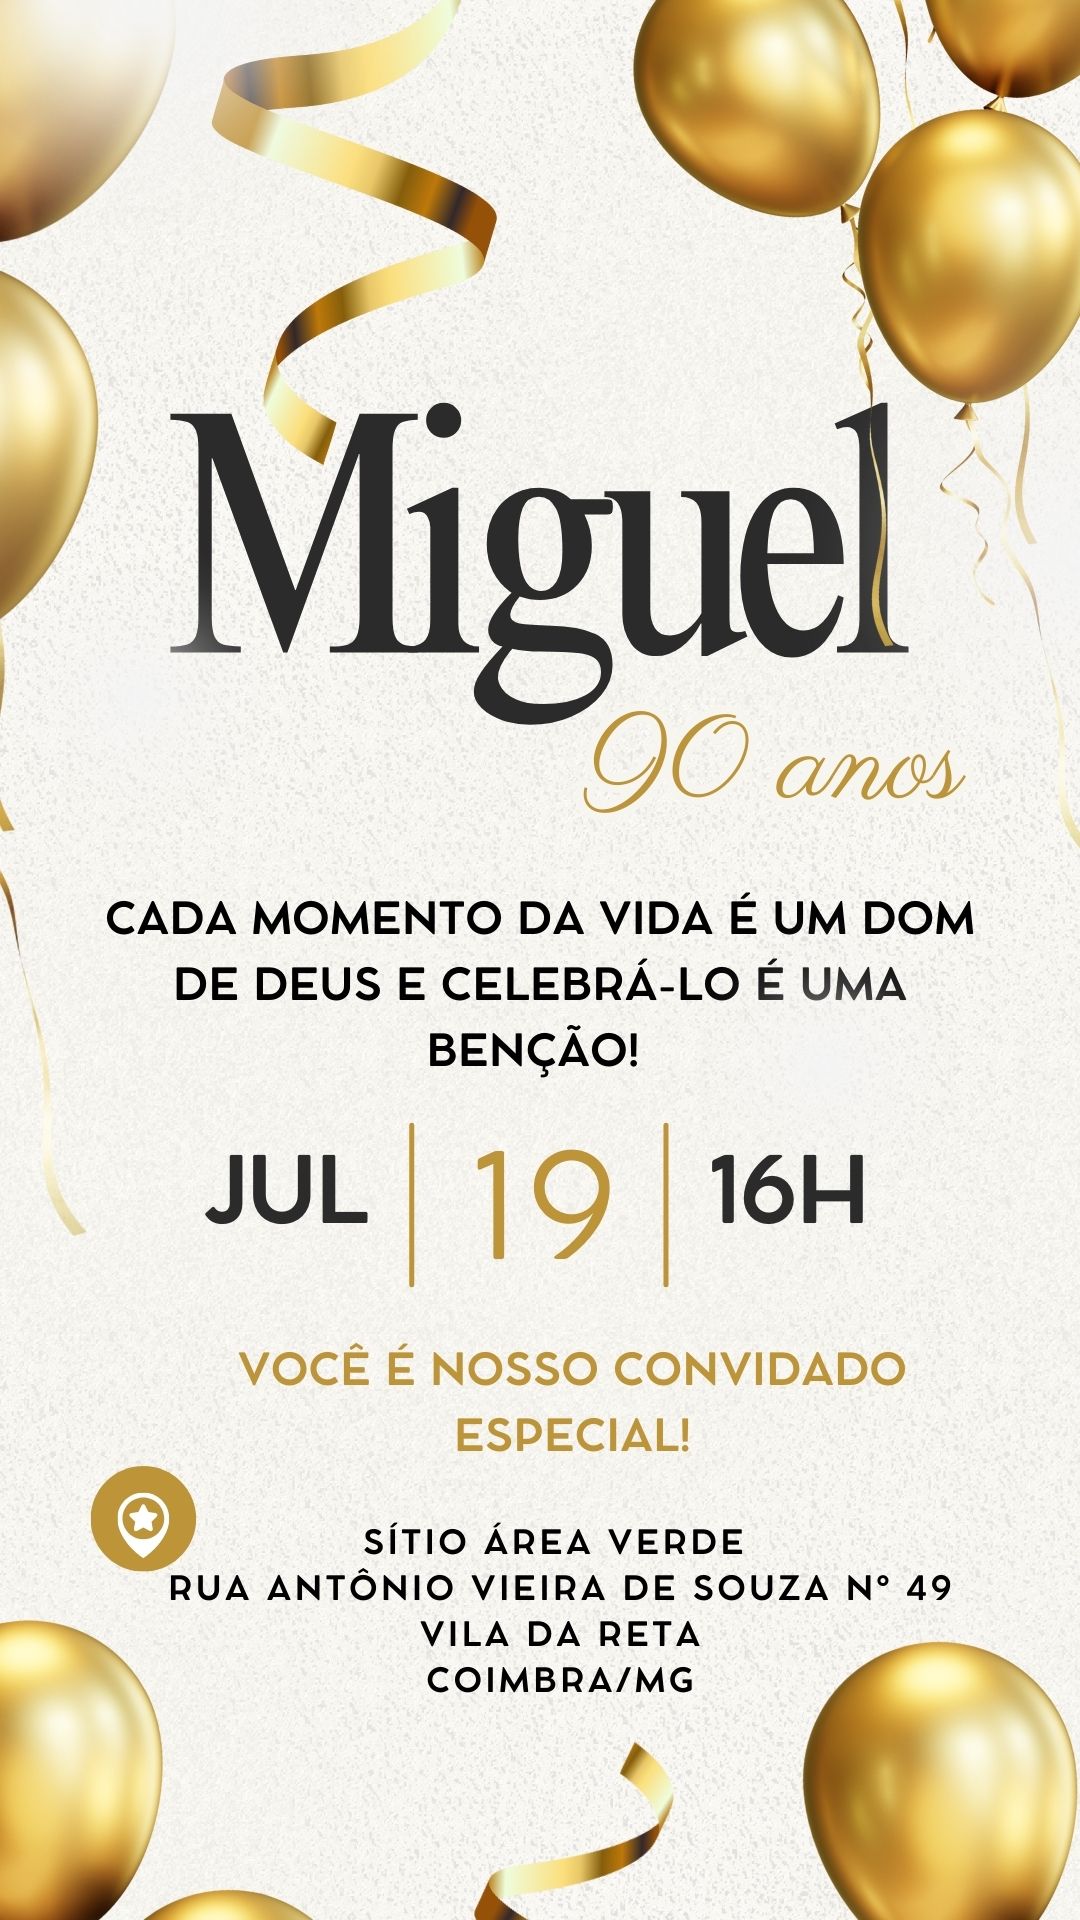 Miguel
90 anos
CADA MOMENTO DA VIDA É UM DOM
DE DEUS E CELEBRÁ-LO É UMA
BENÇÃO!
JUL 19 16H
VOCÊ É NOSSO CONVIDADO
ESPECIAL!
SÍTIO ÁREA VERDE
RUA ANTÔNIO VIEIRA DE SOUZA Nº 49
VILA DA RETA
COIMBRA/MG